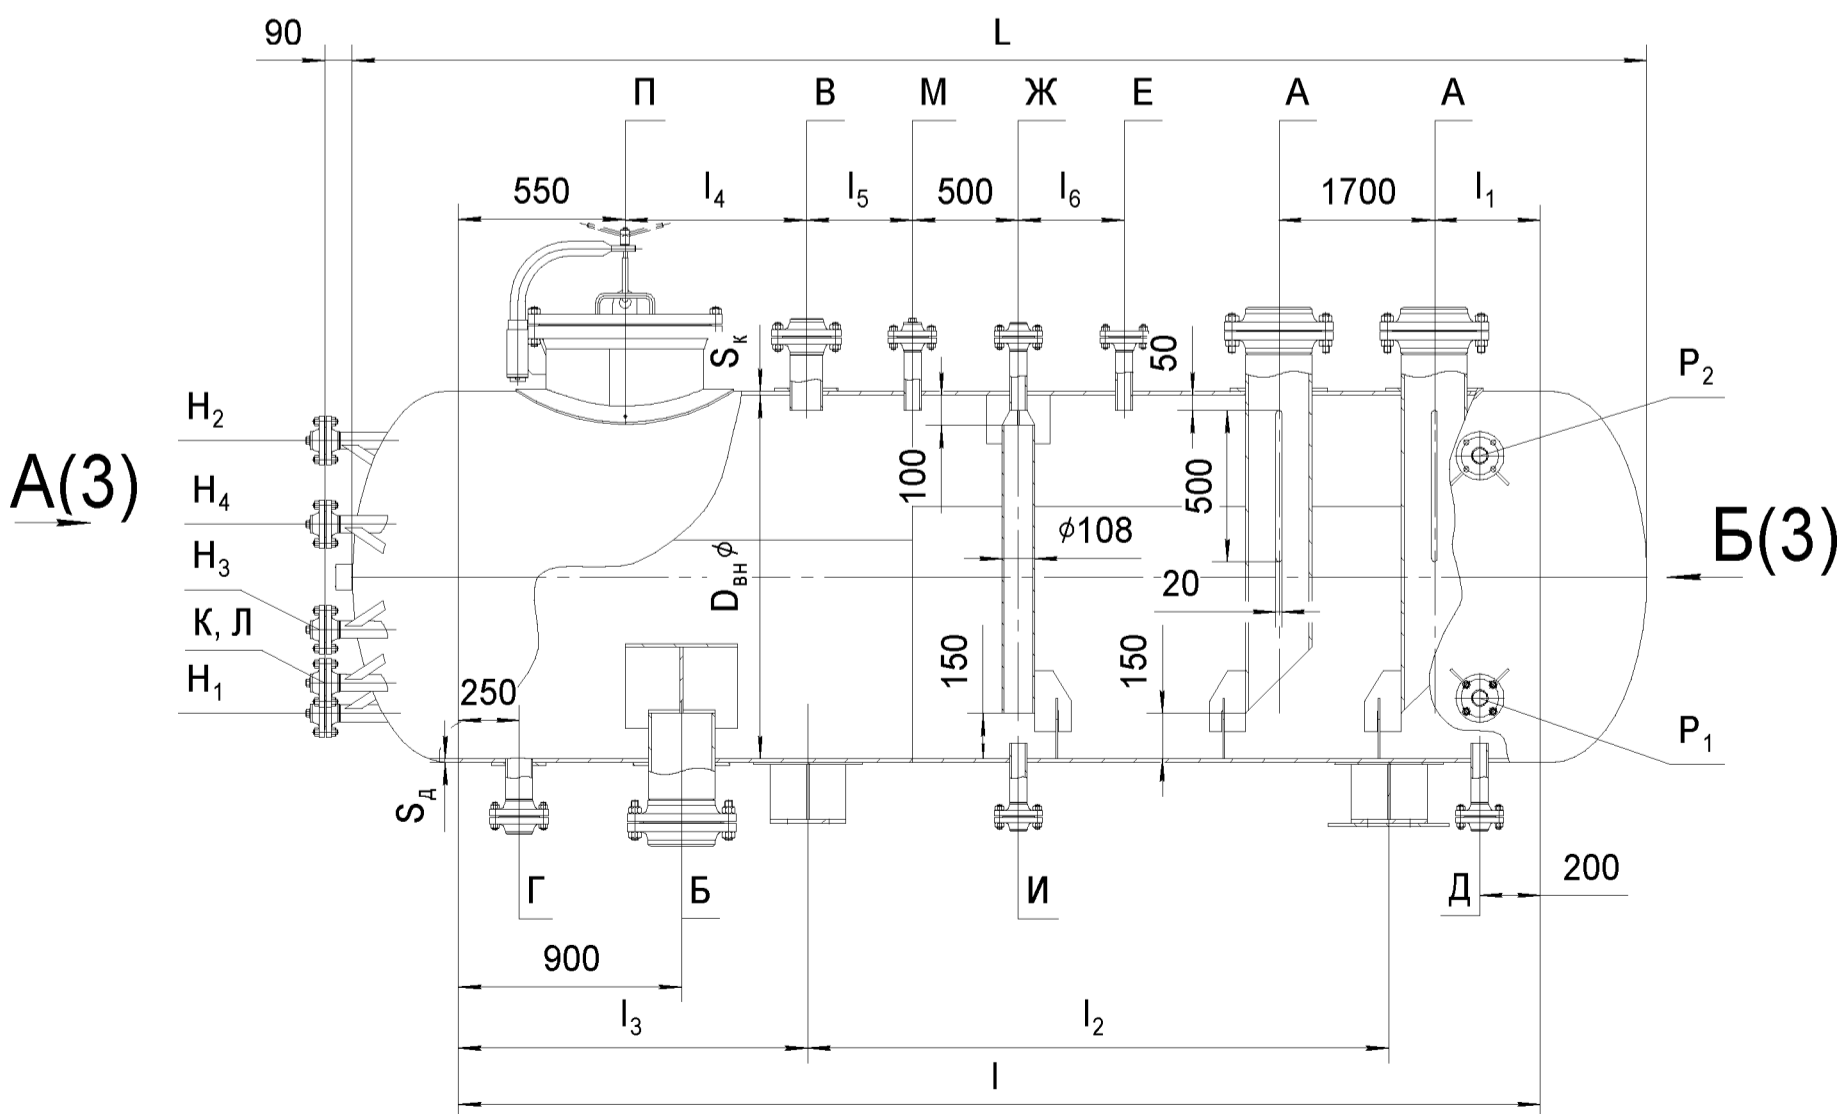 90 L
П В М Ж Е А А
550 l₄ l₅ 500 l₆ 1700 l₁
Sк 50
Н₂ Р₂
А(3) Н₄ 100 500 Б(3)
Н₃ Dвн ϕ ϕ108
К, Л 20
Н₁ 250 150 150 Р₁
Sд
Г Б И Д 200
900
l₃ l₂
l